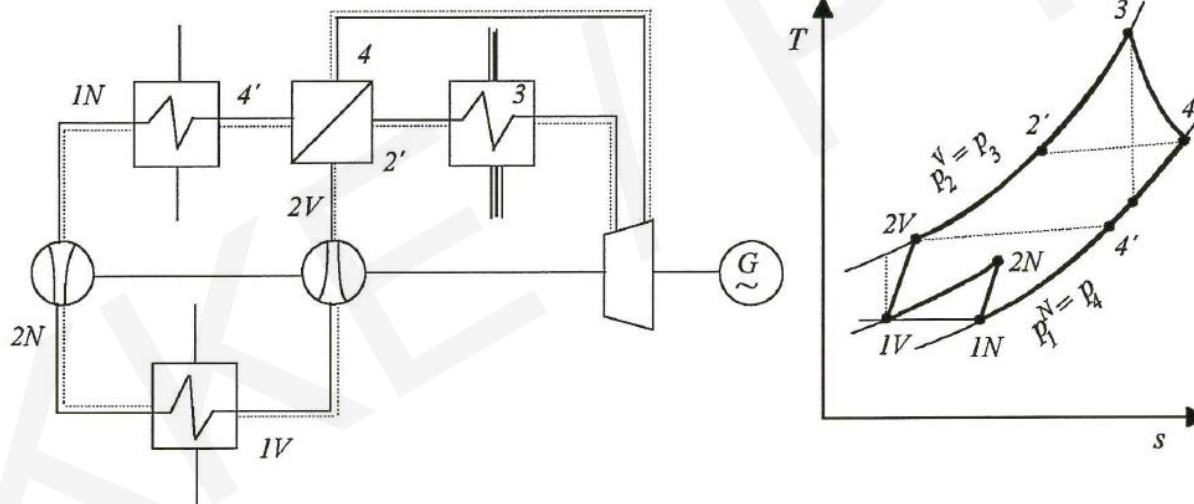 4
1N
4'
3
2'
2V
G
~
2N
1V
T
3
4
2'
p₂ⱽ = p₃
2V
4'
2N
p₁ᴺ = p₄
1V
1N
s